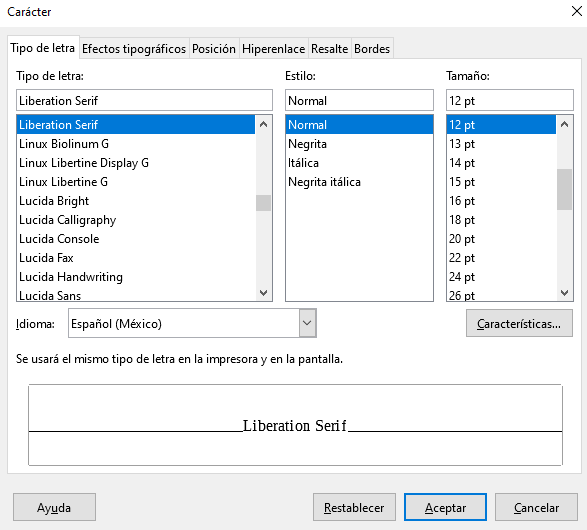 Carácter
Tipo de letra Efectos tipográficos Posición Hiperenlace Resalte Bordes
Tipo de letra: Estilo: Tamaño:
Liberation Serif Normal 12 pt
Liberation Serif Normal 12 pt
Linux Biolinum G Negrita 13 pt
Linux Libertine Display G Itálica 14 pt
Linux Libertine G Negrita itálica 15 pt
Lucida Bright 16 pt
Lucida Calligraphy 18 pt
Lucida Console 20 pt
Lucida Fax 22 pt
Lucida Handwriting 24 pt
Lucida Sans 26 pt
Idioma: Español (México) Características...
Se usará el mismo tipo de letra en la impresora y en la pantalla.
Liberation Serif
Ayuda Restablecer Aceptar Cancelar